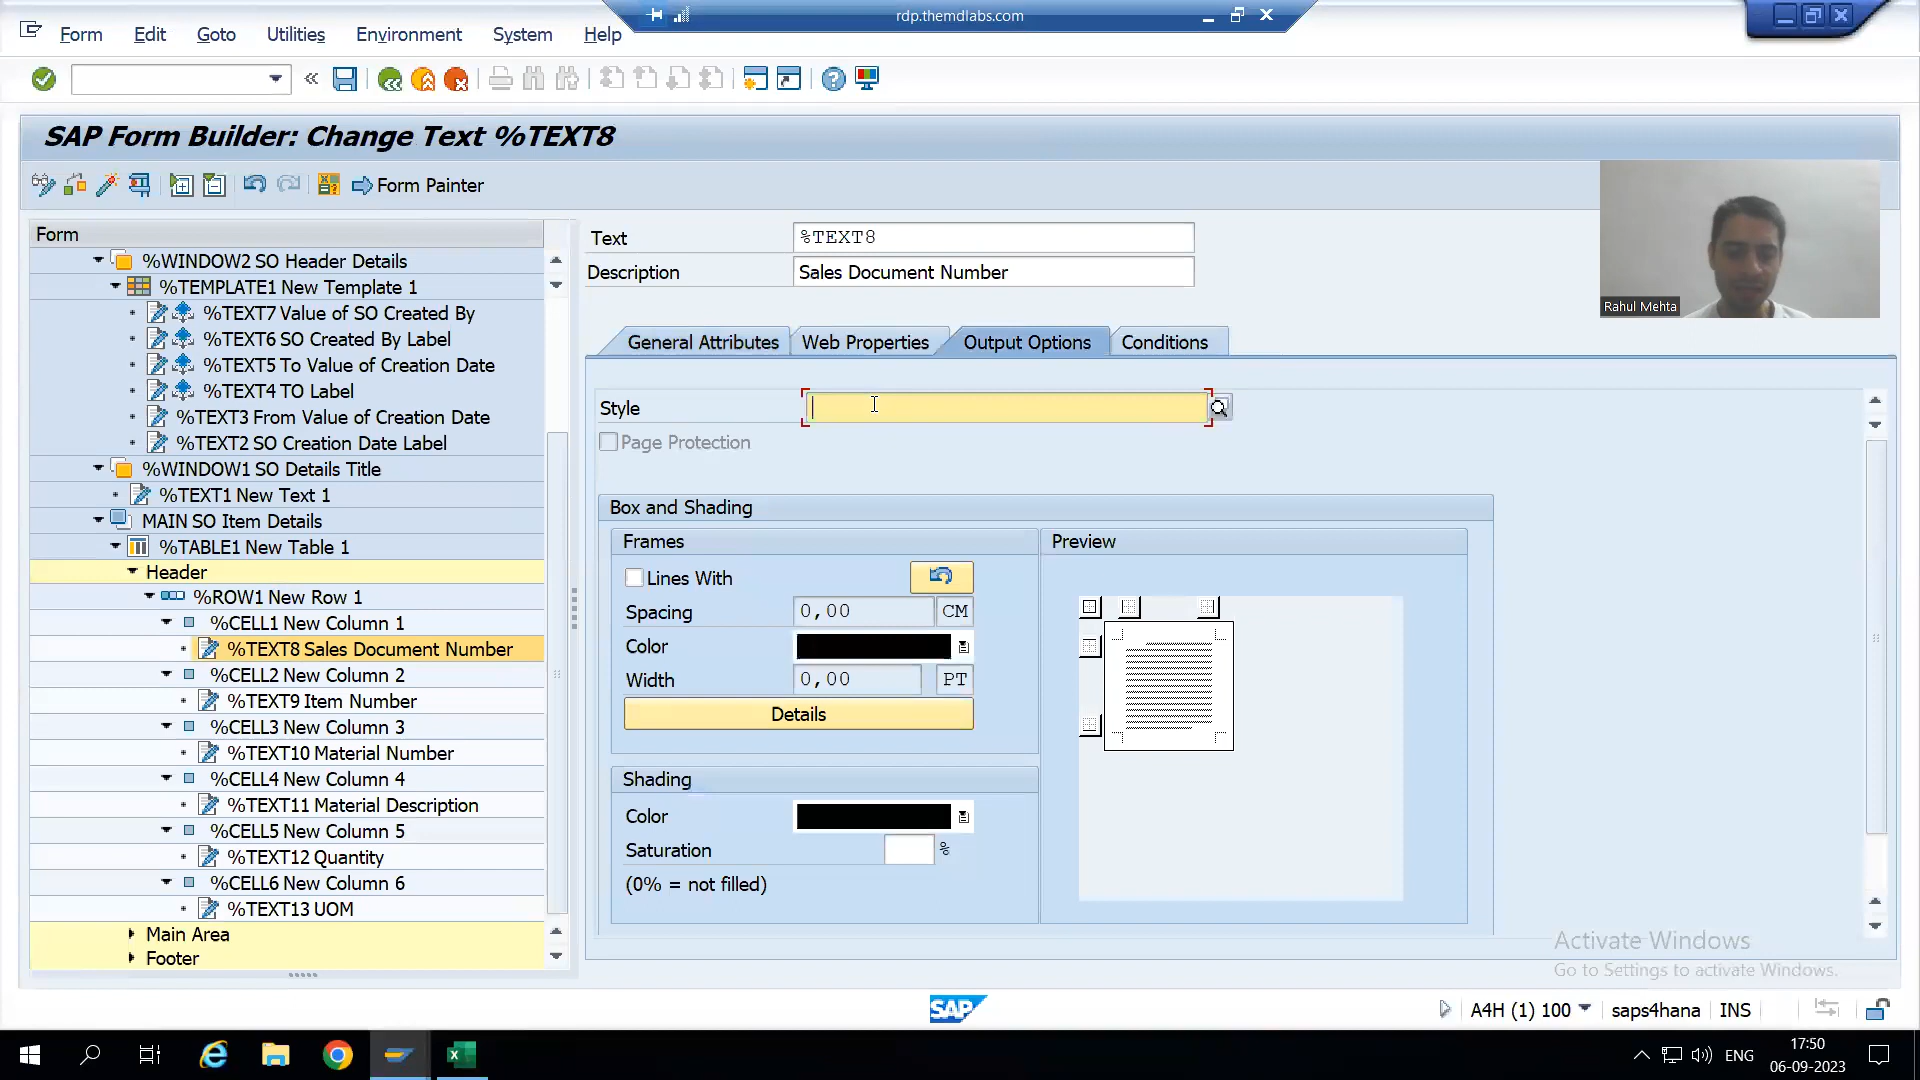 rdp.themdlabs.com
Form Edit Goto Utilities Environment System Help
SAP Form Builder: Change Text %TEXT8
Form Painter
Rahul Mehta
Form
%WINDOW2 SO Header Details
%TEMPLATE1 New Template 1
%TEXT7 Value of SO Created By
%TEXT6 SO Created By Label
%TEXT5 To Value of Creation Date
%TEXT4 TO Label
%TEXT3 From Value of Creation Date
%TEXT2 SO Creation Date Label
%WINDOW1 SO Details Title
%TEXT1 New Text 1
MAIN SO Item Details
%TABLE1 New Table 1
Header
%ROW1 New Row 1
%CELL1 New Column 1
%TEXT8 Sales Document Number
%CELL2 New Column 2
%TEXT9 Item Number
%CELL3 New Column 3
%TEXT10 Material Number
%CELL4 New Column 4
%TEXT11 Material Description
%CELL5 New Column 5
%TEXT12 Quantity
%CELL6 New Column 6
%TEXT13 UOM
Main Area
Footer
Text %TEXT8
Description Sales Document Number
General Attributes Web Properties Output Options Conditions
Style
Page Protection
Box and Shading
Frames
Lines With
Spacing 0,00 CM
Color
Width 0,00 PT
Details
Shading
Color
Saturation %
(0% = not filled)
Preview
Activate Windows
Go to Settings to activate Windows.
SAP
A4H (1) 100 saps4hana INS
ENG
17:50
06-09-2023